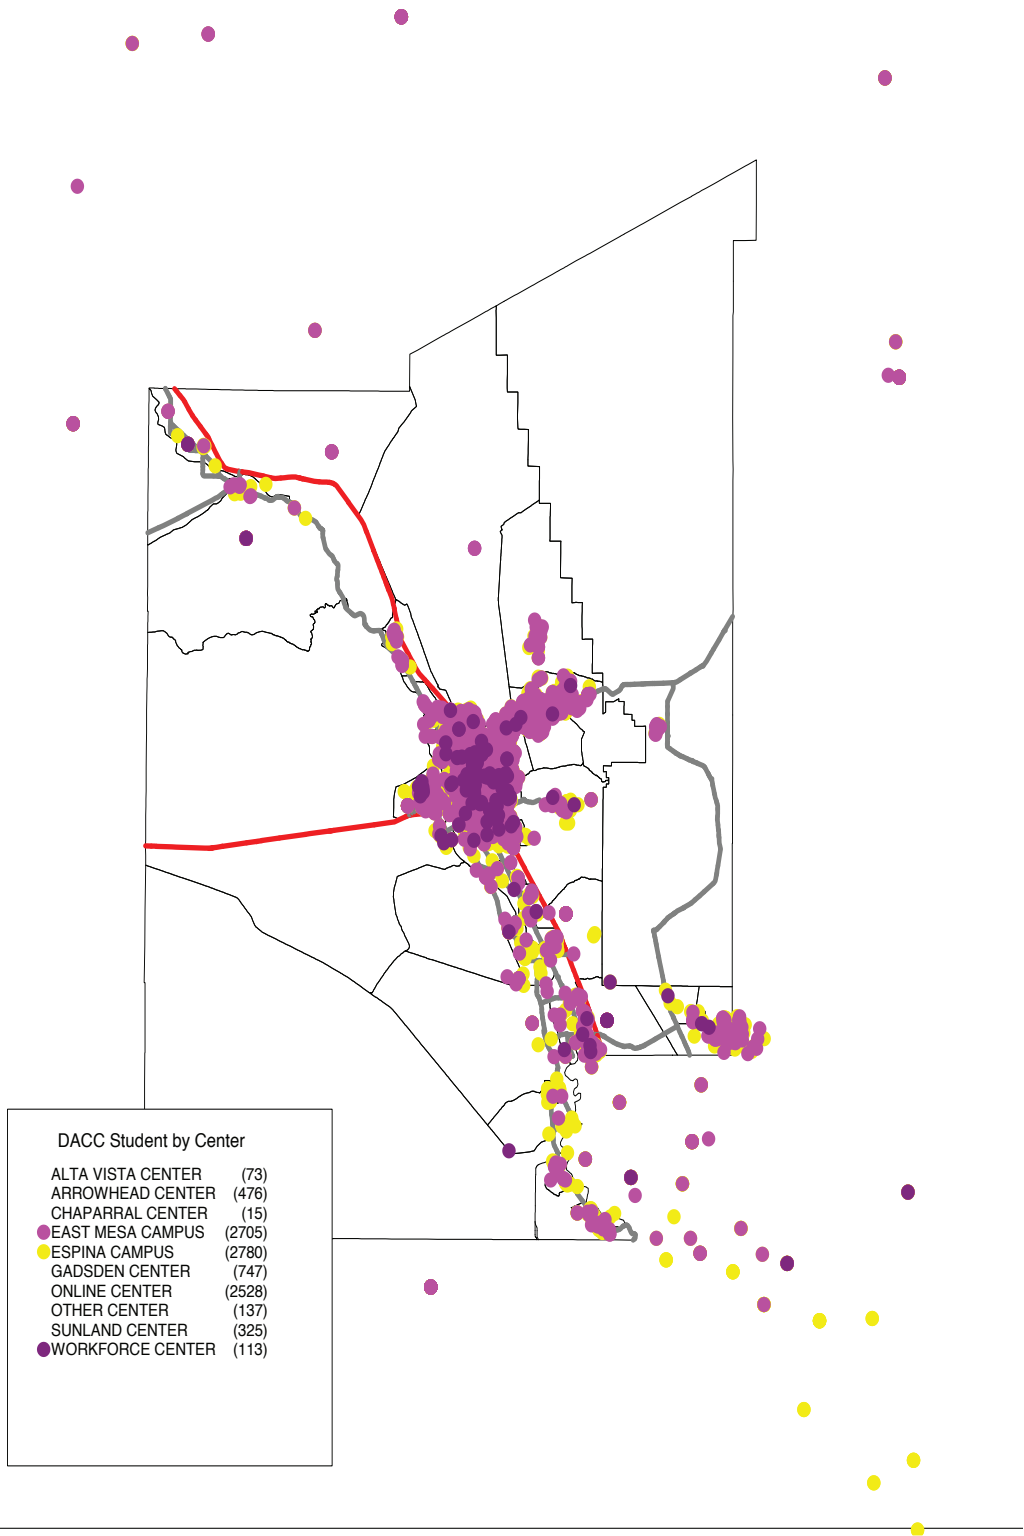 DACC Student by Center
ALTA VISTA CENTER (73)
ARROWHEAD CENTER (476)
CHAPARRAL CENTER (15)
EAST MESA CAMPUS (2705)
ESPINA CAMPUS (2780)
GADSDEN CENTER (747)
ONLINE CENTER (2528)
OTHER CENTER (137)
SUNLAND CENTER (325)
WORKFORCE CENTER (113)